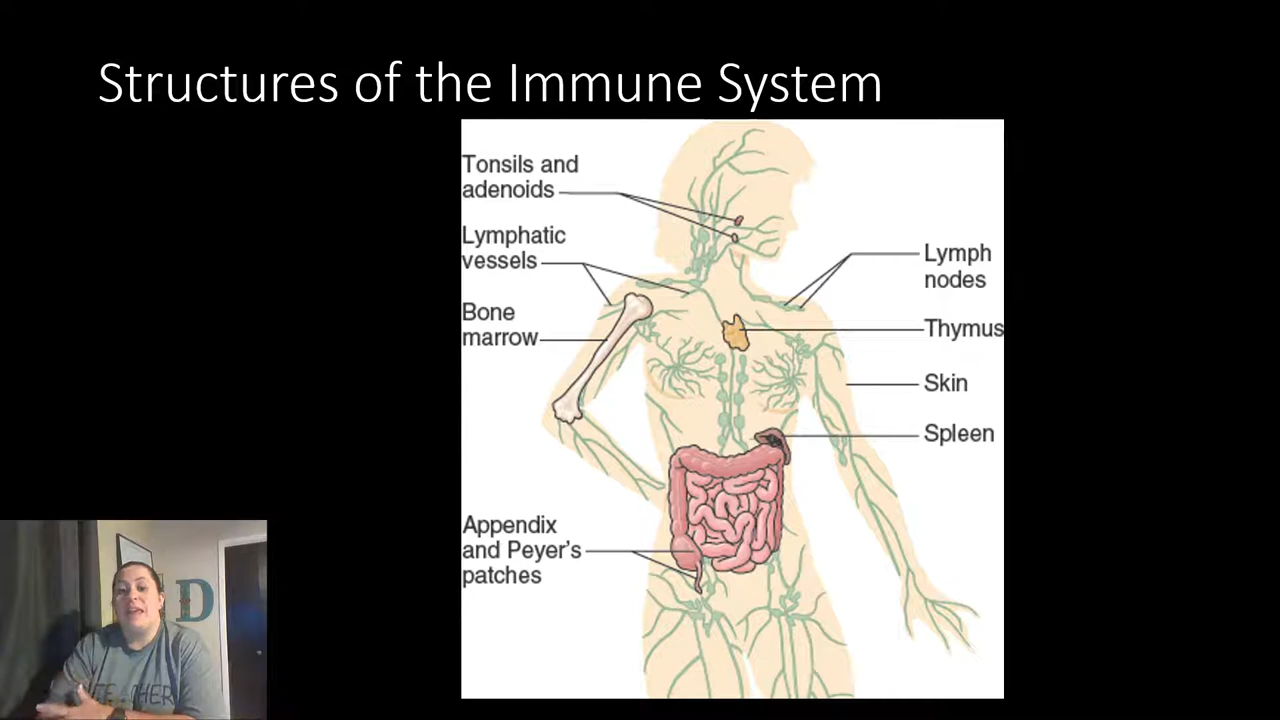 Structures of the Immune System
Tonsils and
adenoids
Lymphatic
vessels
Bone
marrow
Appendix
and Peyer's
patches
Lymph
nodes
Thymus
Skin
Spleen
D